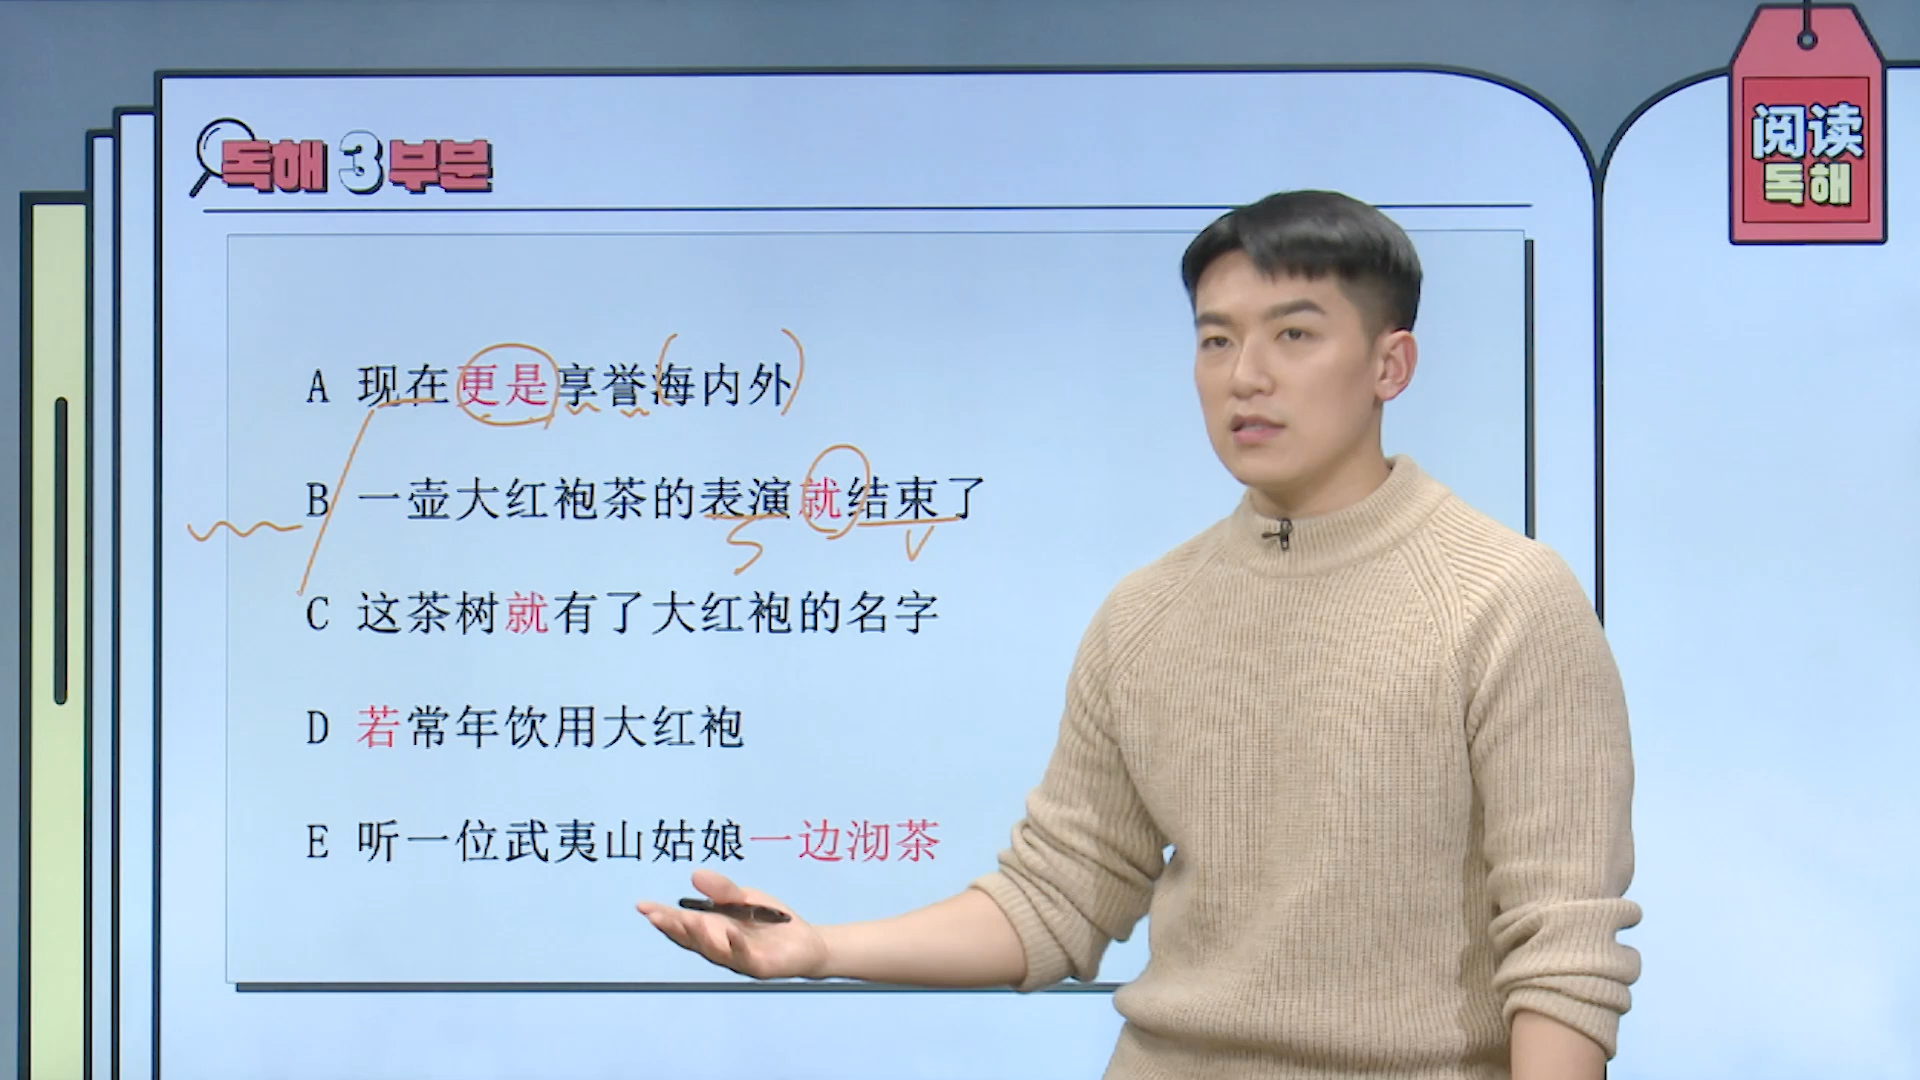 독해 3 부분
阅读
독해
A 现在更是享誉海内外
B 一壶大红袍茶的表演就结束了
S V
C 这茶树就有了大红袍的名字
D 若常年饮用大红袍
E 听一位武夷山姑娘一边沏茶